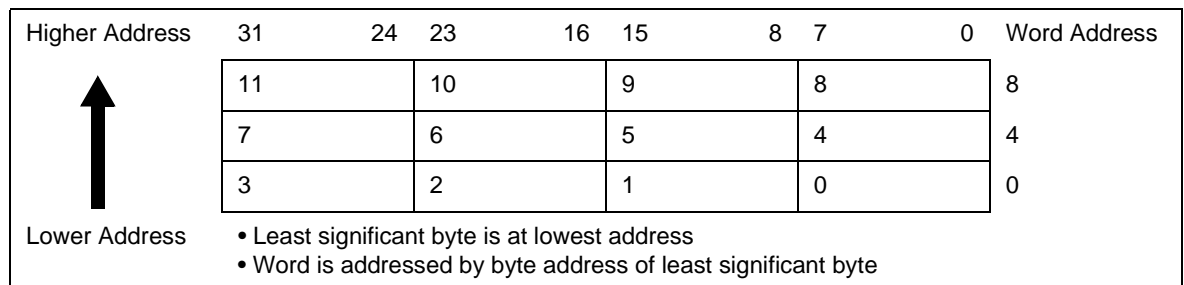 Higher Address 31 24 23 16 15 8 7 0 Word Address
11 10 9 8 8
7 6 5 4 4
3 2 1 0 0
Lower Address • Least significant byte is at lowest address
• Word is addressed by byte address of least significant byte